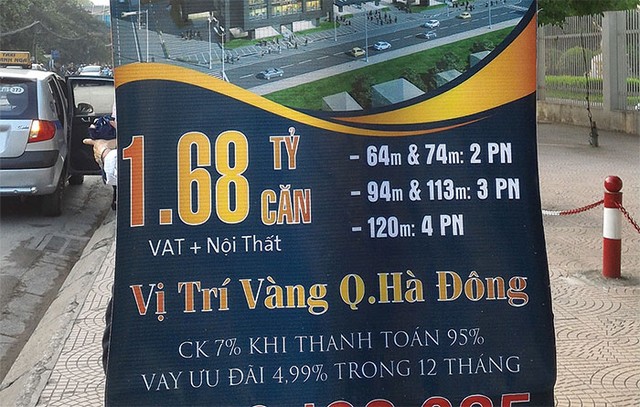 1.68 TỶ CĂN
VAT + Nội Thất
- 64m & 74m: 2 PN
- 94m & 113m: 3 PN
- 120m: 4 PN
Vị Trí Vàng Q.Hà Đông
CK 7% KHI THANH TOÁN 95%
VAY ƯU ĐÃI 4,99% TRONG 12 THÁNG
TAXI